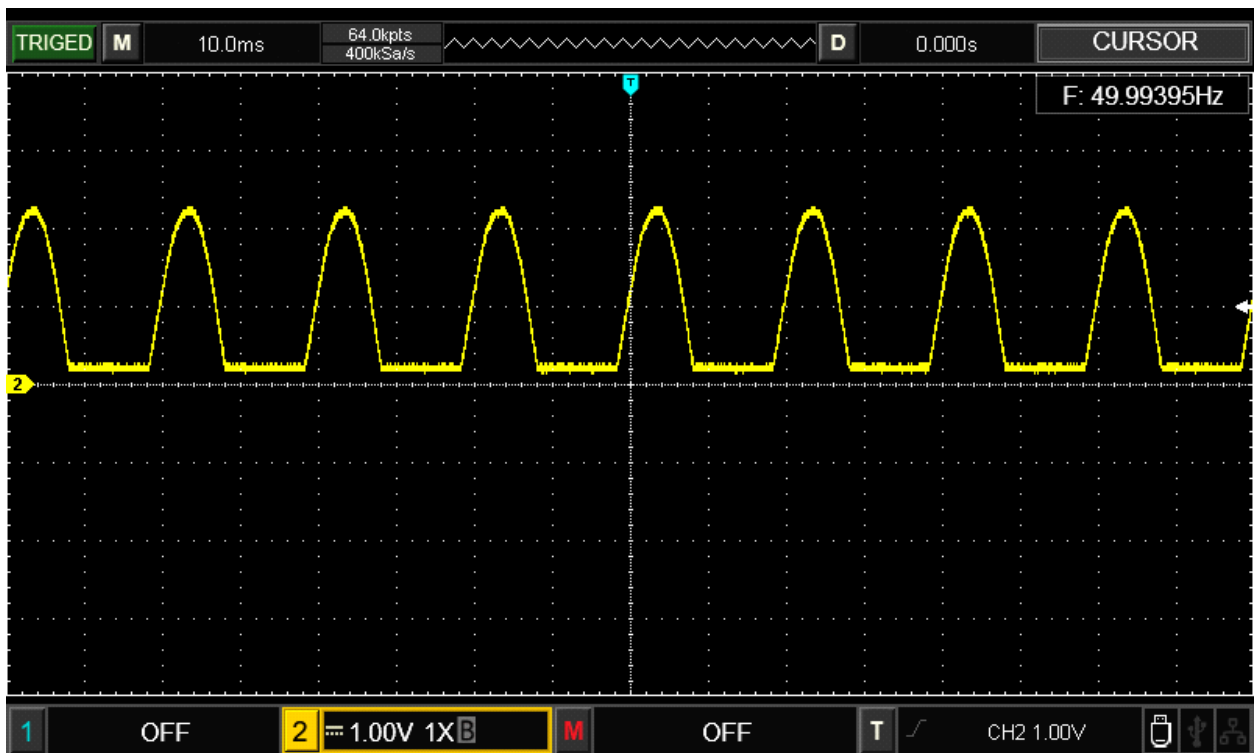 TRIGED M 10.0ms 64.0kpts D 0.000s CURSOR
400kSa/s
T
F: 49.99395Hz
2
1 OFF 2 1.00V 1X B M OFF T CH2 1.00V